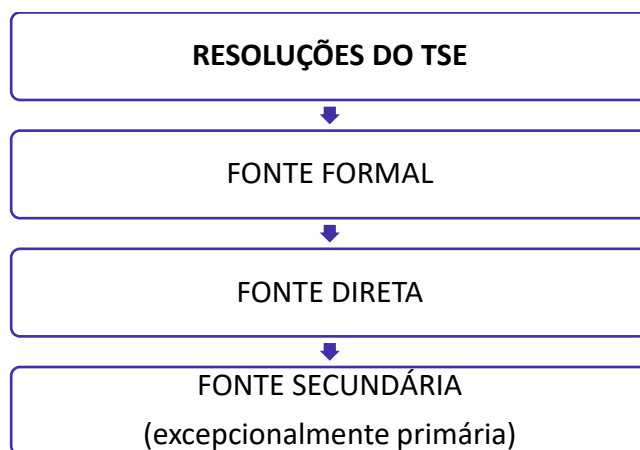 RESOLUÇÕES DO TSE
FONTE FORMAL
FONTE DIRETA
FONTE SECUNDÁRIA
(excepcionalmente primária)